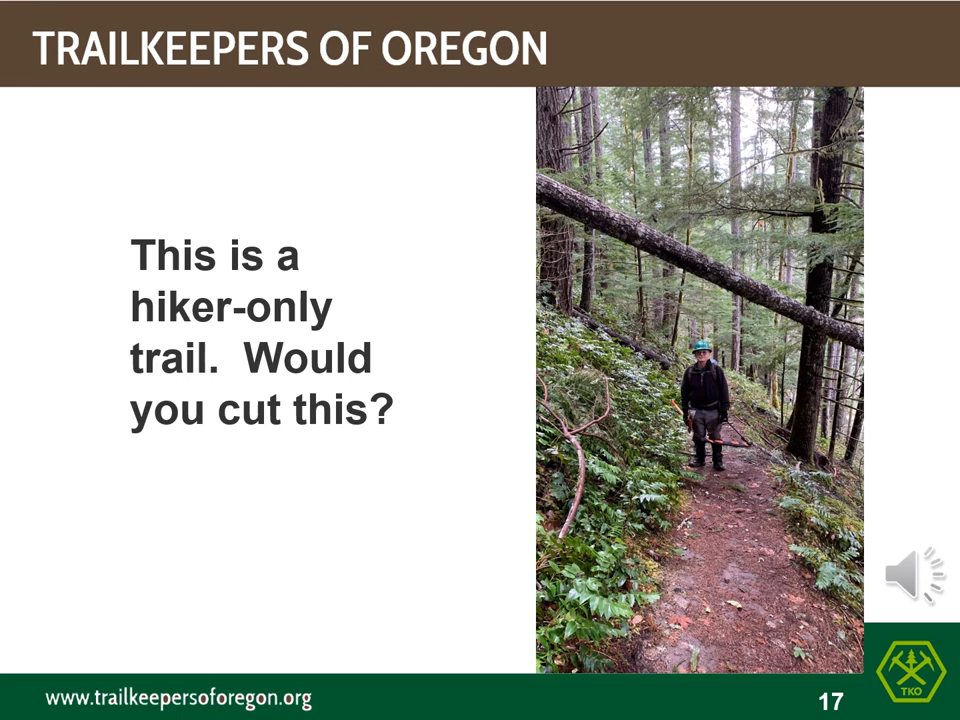 TRAILKEEPERS OF OREGON
This is a
hiker-only
trail.  Would
you cut this?
TKO
www.trailkeepersoforegon.org
17